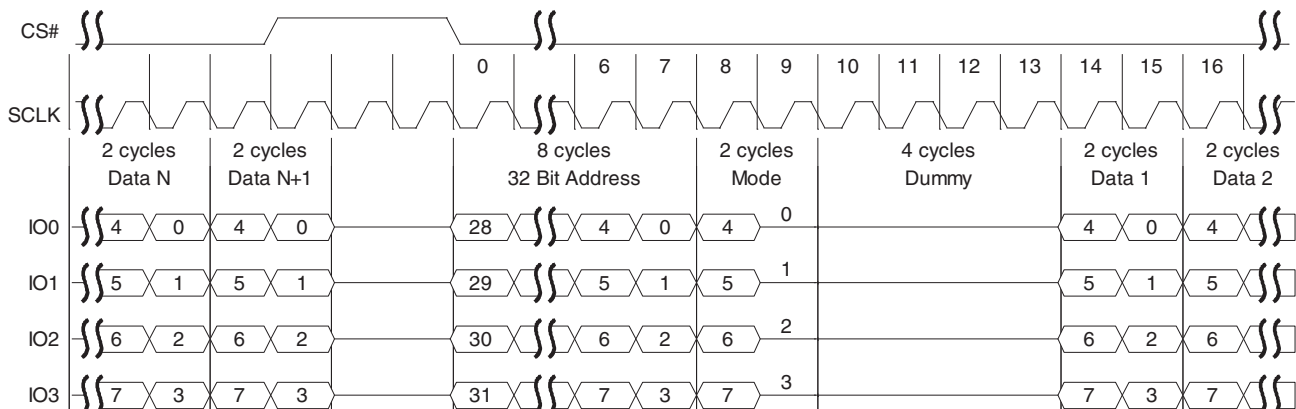 CS#
0 6 7 8 9 10 11 12 13 14 15 16
SCLK
2 cycles 2 cycles 8 cycles 2 cycles 4 cycles 2 cycles 2 cycles
Data N Data N+1 32 Bit Address Mode Dummy Data 1 Data 2
IO0 4 0 4 0 28 4 0 4 0 4 0 4
IO1 5 1 5 1 29 5 1 5 1 5 1 5
IO2 6 2 6 2 30 6 2 6 2 6 2 6
IO3 7 3 7 3 31 7 3 7 3 7 3 7